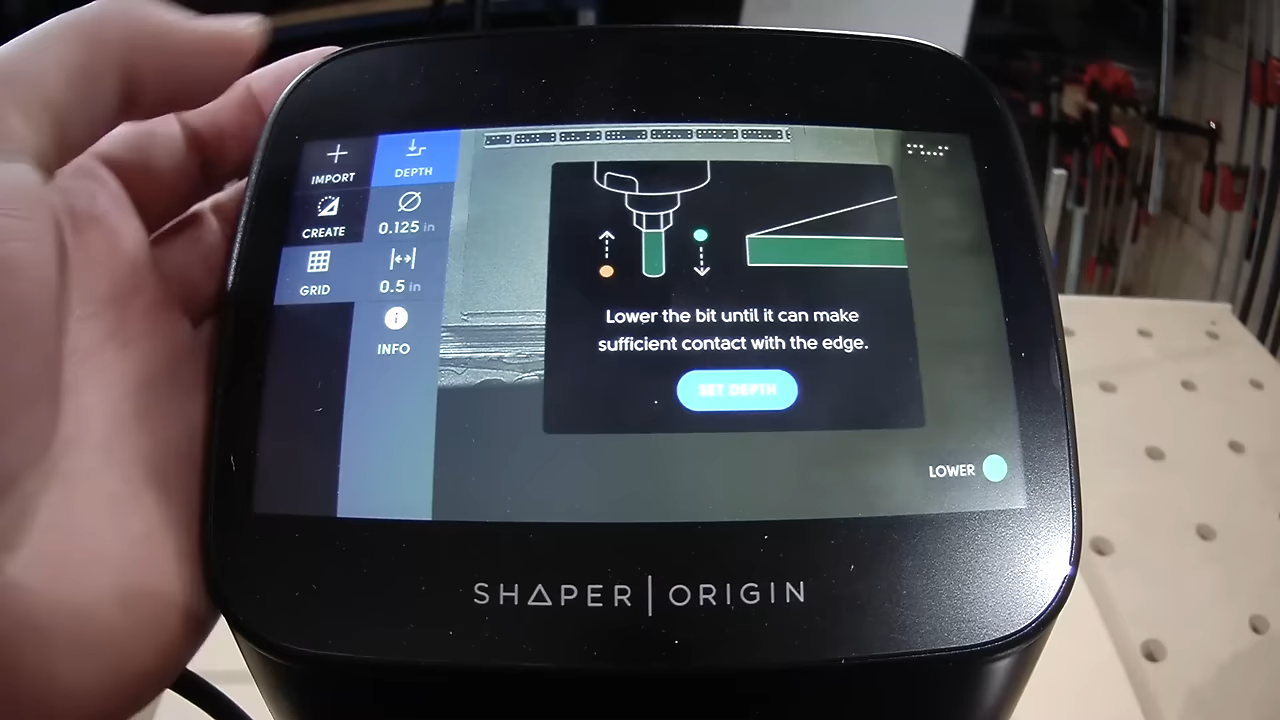 IMPORT
DEPTH
CREATE
0.125 in
GRID
0.5 in
INFO
Lower the bit until it can make
sufficient contact with the edge.
SET DEPTH
LOWER
SHAPER | ORIGIN